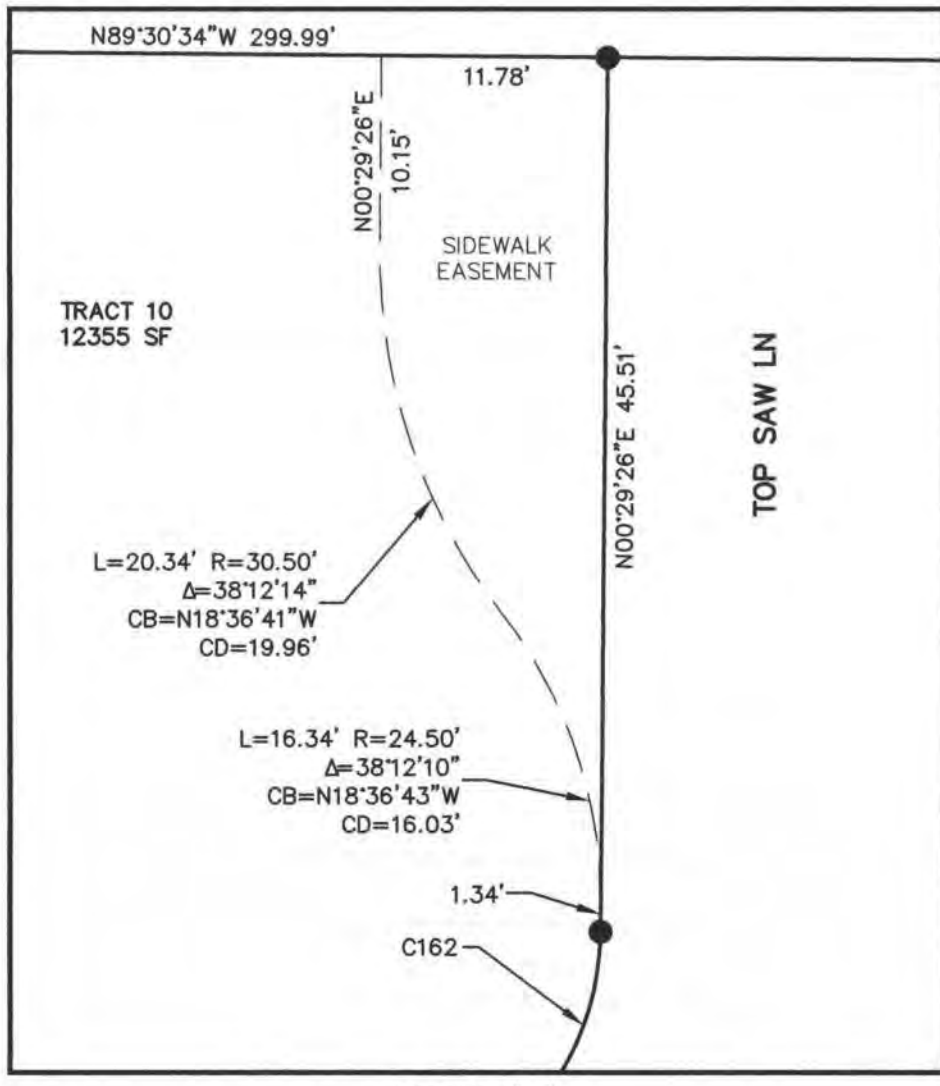 N89°30'34"W 299.99'
11.78'
N00°29'26"E
10.15'
SIDEWALK
EASEMENT
TRACT 10
12355 SF
N00°29'26"E 45.51'
TOP SAW LN
L=20.34' R=30.50'
Δ=38°12'14"
CB=N18°36'41"W
CD=19.96'
L=16.34' R=24.50'
Δ=38°12'10"
CB=N18°36'43"W
CD=16.03'
1.34'
C162